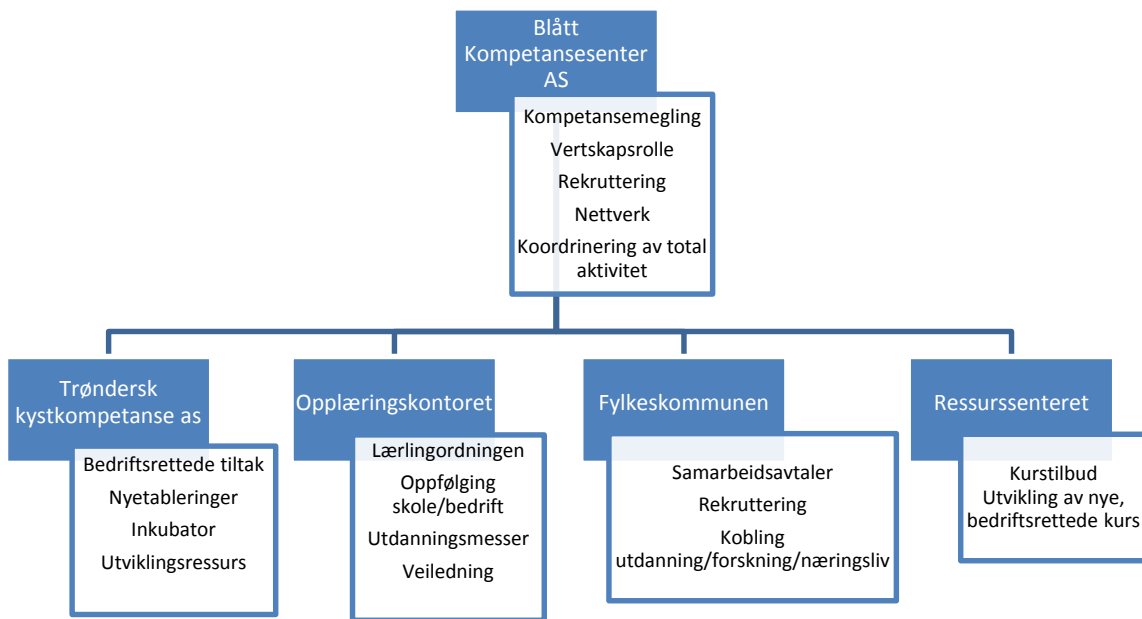 Blått
Kompetansesenter
AS
Kompetansemegling
Vertskapsrolle
Rekruttering
Nettverk
Koordrinering av total
aktivitet
Trøndersk
kystkompetanse as
Bedriftsrettede tiltak
Nyetableringer
Inkubator
Utviklingsressurs
Opplæringskontoret
Lærlingordningen
Oppfølging
skole/bedrift
Utdanningsmesser
Veiledning
Fylkeskommunen
Samarbeidsavtaler
Rekruttering
Kobling
utdanning/forskning/næringsliv
Ressurssenteret
Kurstilbud
Utvikling av nye,
bedriftsrettede kurs